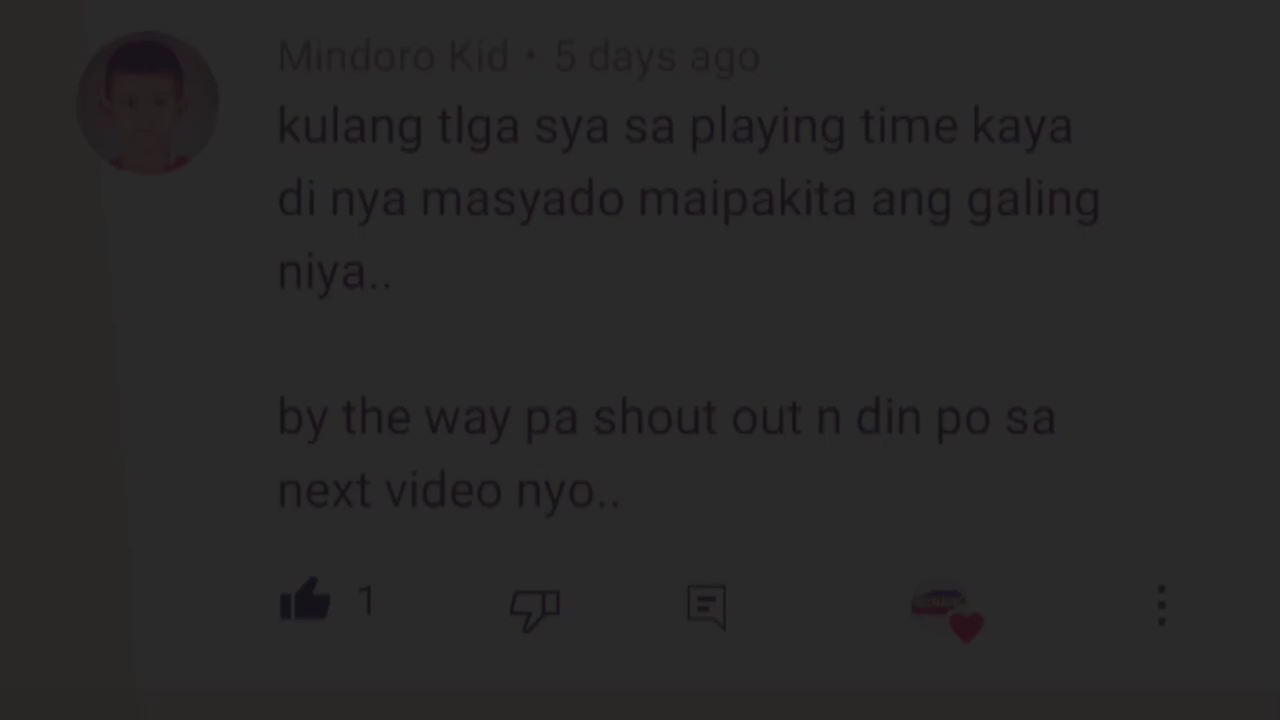 Mindoro Kid • 5 days ago
kulang tlga sya sa playing time kaya
di nya masyado maipakita ang galing
niya..
by the way pa shout out n din po sa
next video nyo..
1